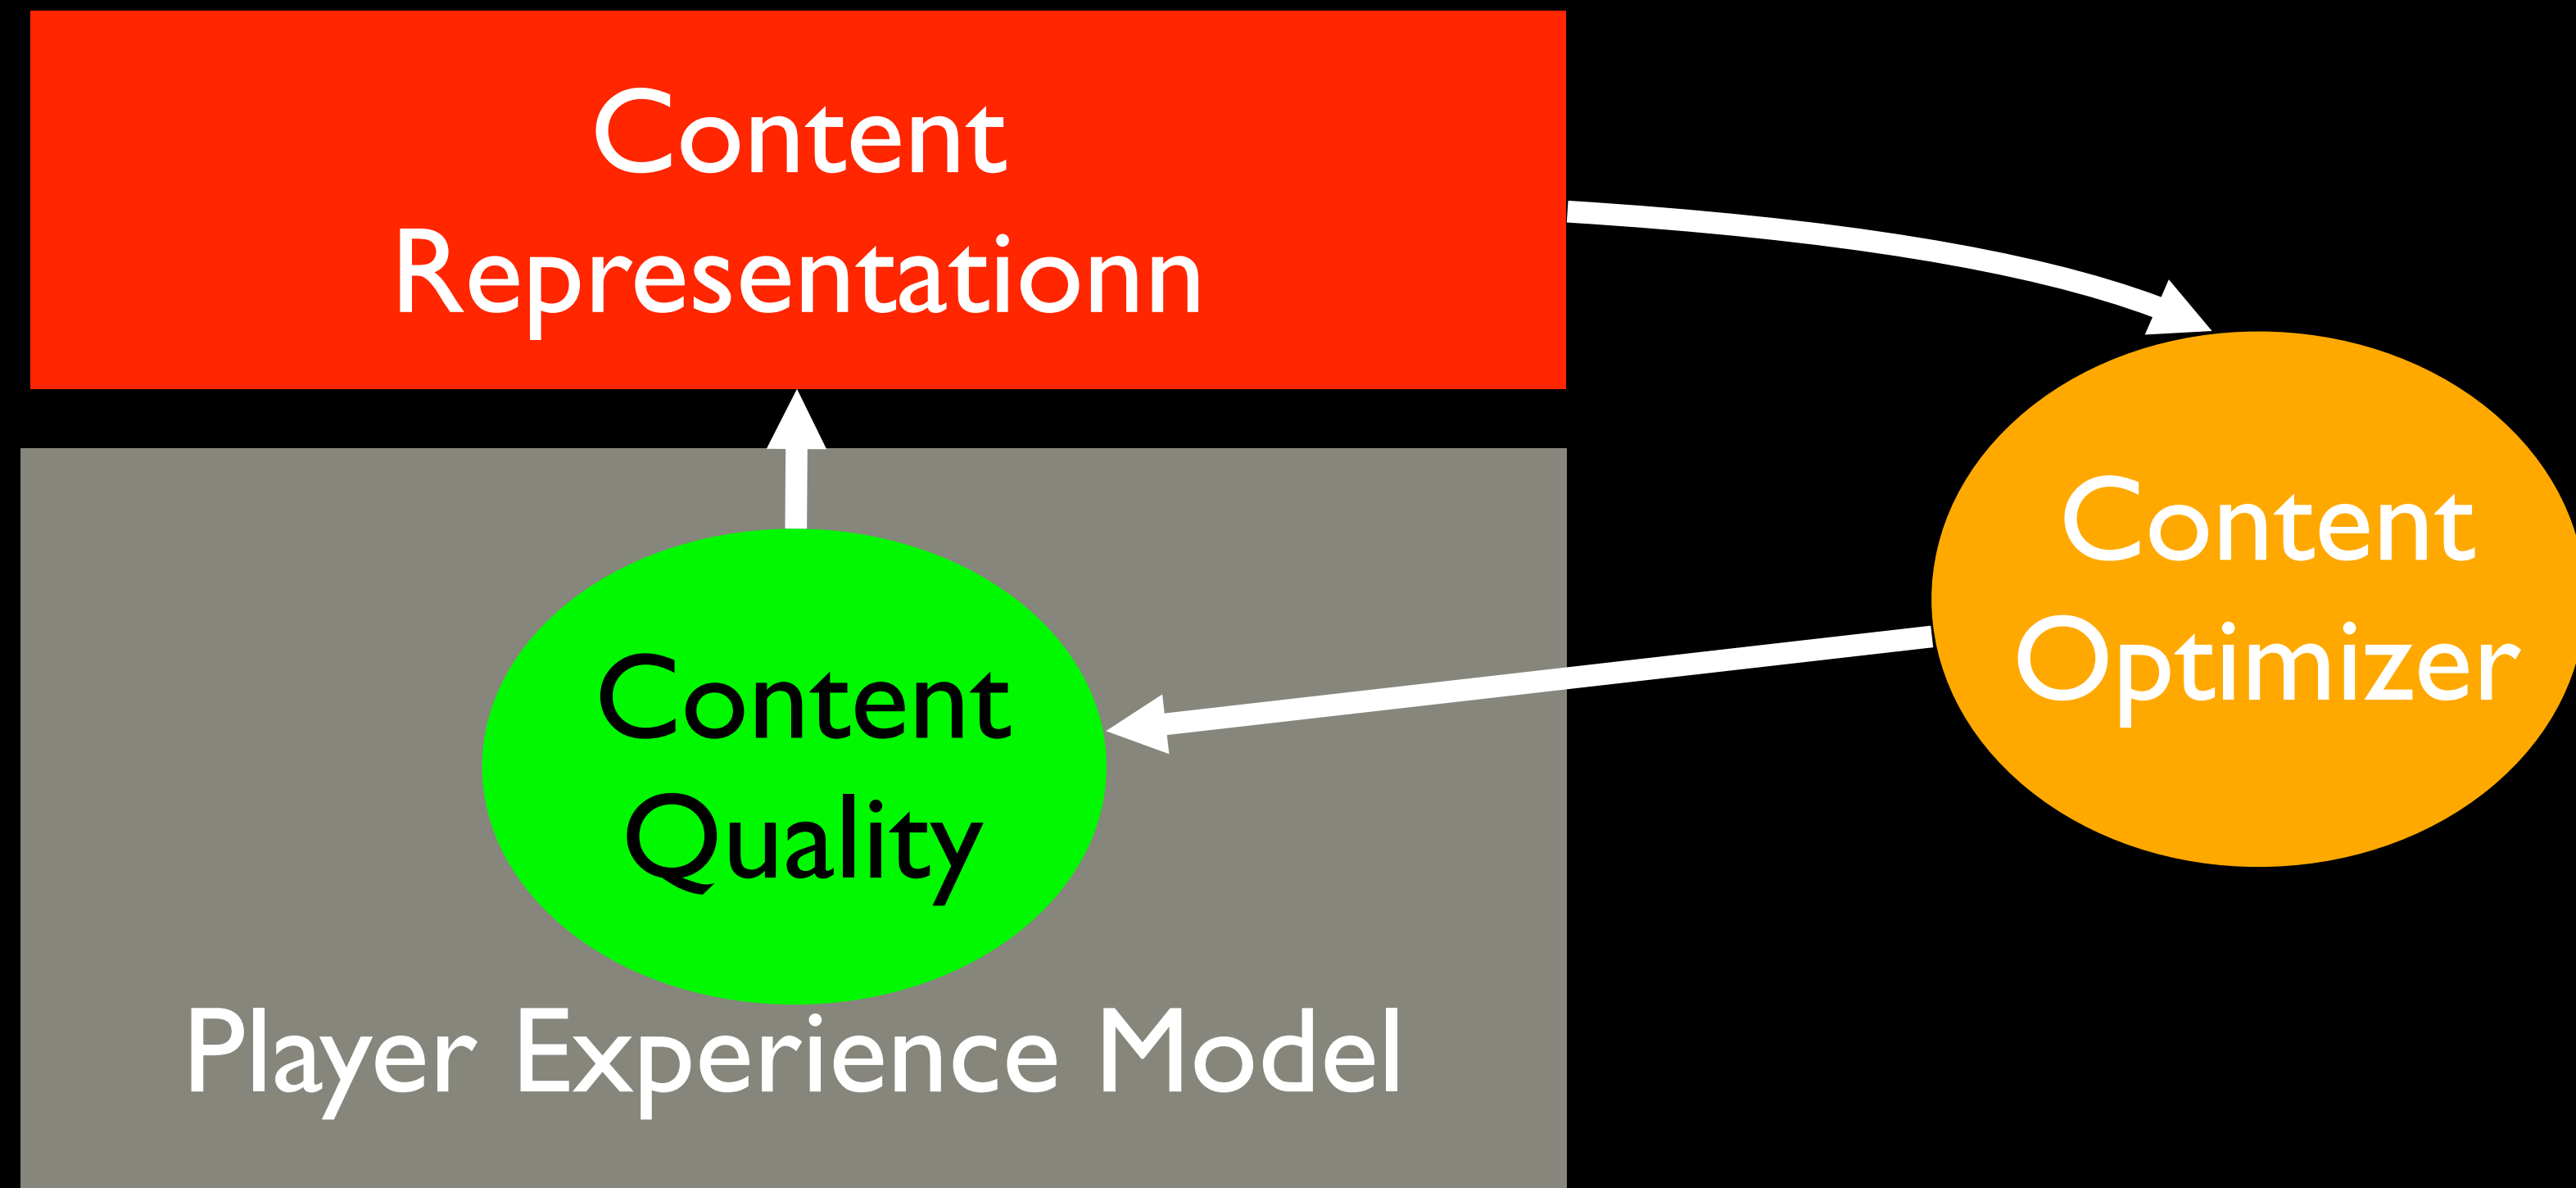 Content
Representationn
Content
Optimizer
Content
Quality
Player Experience Model